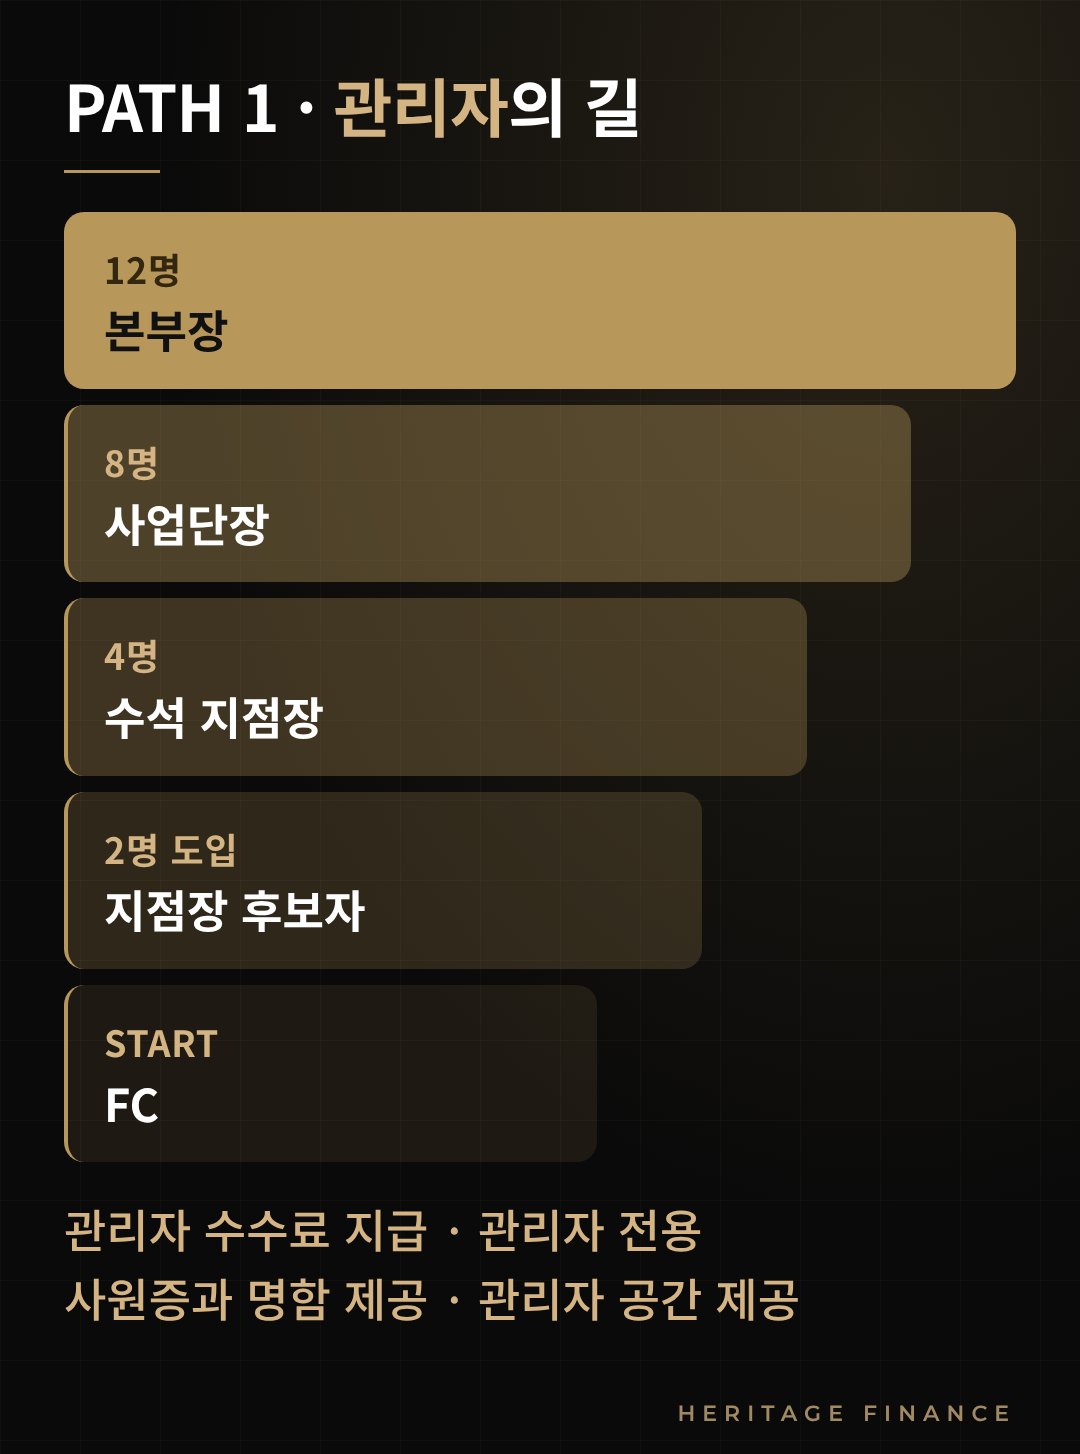 PATH 1 · 관리자의 길
12명
본부장
8명
사업단장
4명
수석 지점장
2명 도입
지점장 후보자
START
FC
관리자 수수료 지급 · 관리자 전용
사원증과 명함 제공 · 관리자 공간 제공
HERITAGE FINANCE